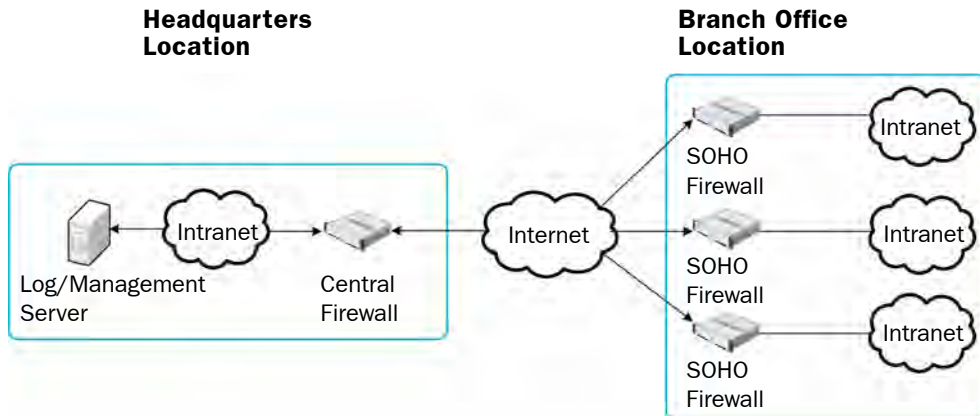 Headquarters
Location
Branch Office
Location
Intranet
SOHO
Firewall
Intranet
Internet
Intranet
Log/Management
Server
Central
Firewall
SOHO
Firewall
Intranet
SOHO
Firewall